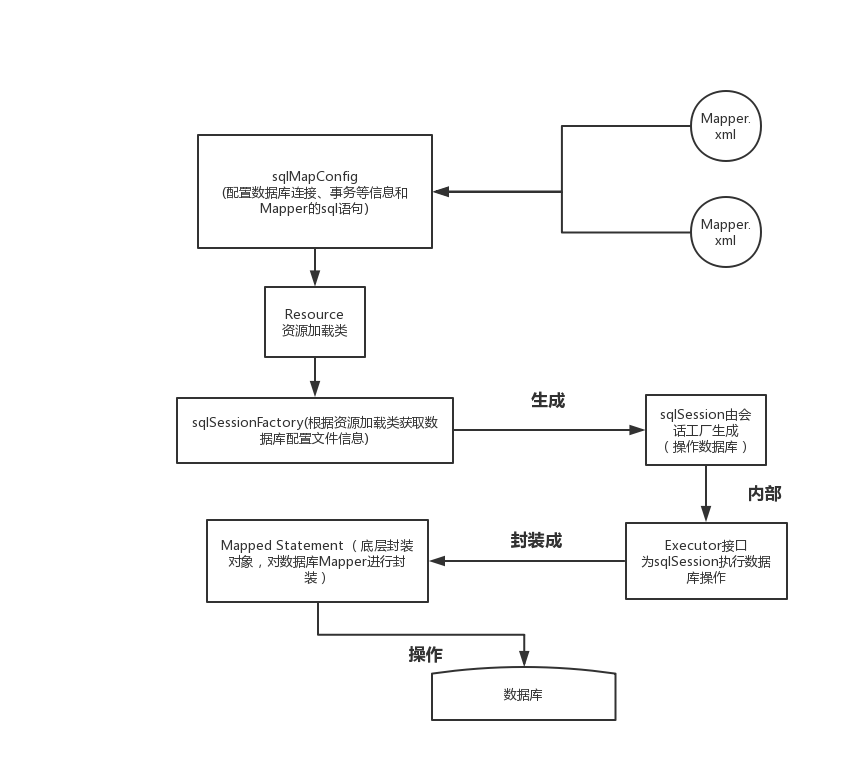 Mapper.
xml
sqlMapConfig
(配置数据库连接、事务等信息和
Mapper的sql语句)
Mapper.
xml
Resource
资源加载类
生成
sqlSessionFactory(根据资源加载类获取数
据库配置文件信息)
sqlSession由会
话工厂生成
（操作数据库）
内部
Mapped Statement（底层封装
对象，对数据库Mapper进行封
装）
封装成
Executor接口
为sqlSession执行数据
库操作
操作
数据库